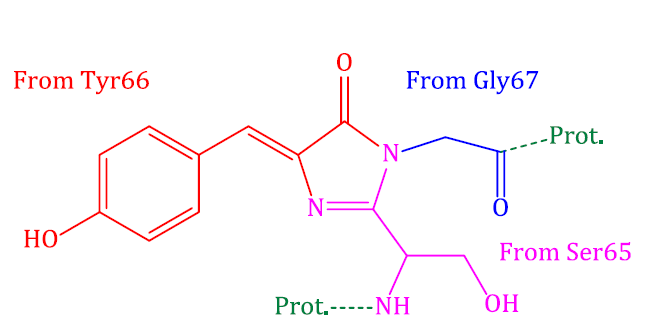 O
From Tyr66
From Gly67
Prot.
N
N
O
HO
From Ser65
Prot.
NH
OH